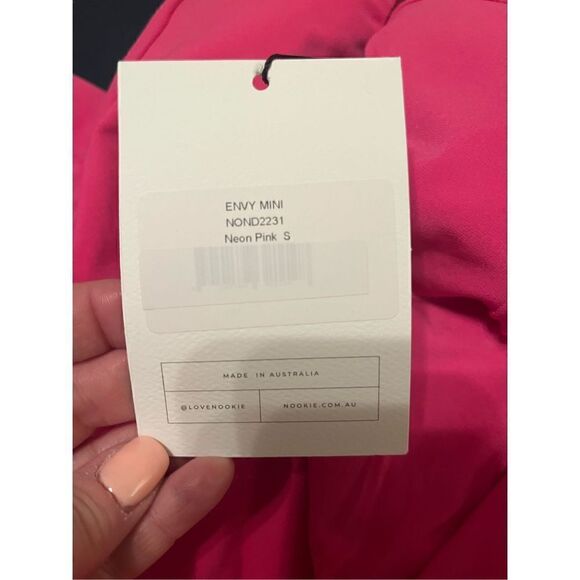 ENVY MINI
NOND2231
Neon Pink S
MADE IN AUSTRALIA
@LOVENOOKIE
NOOKIE.COM.AU